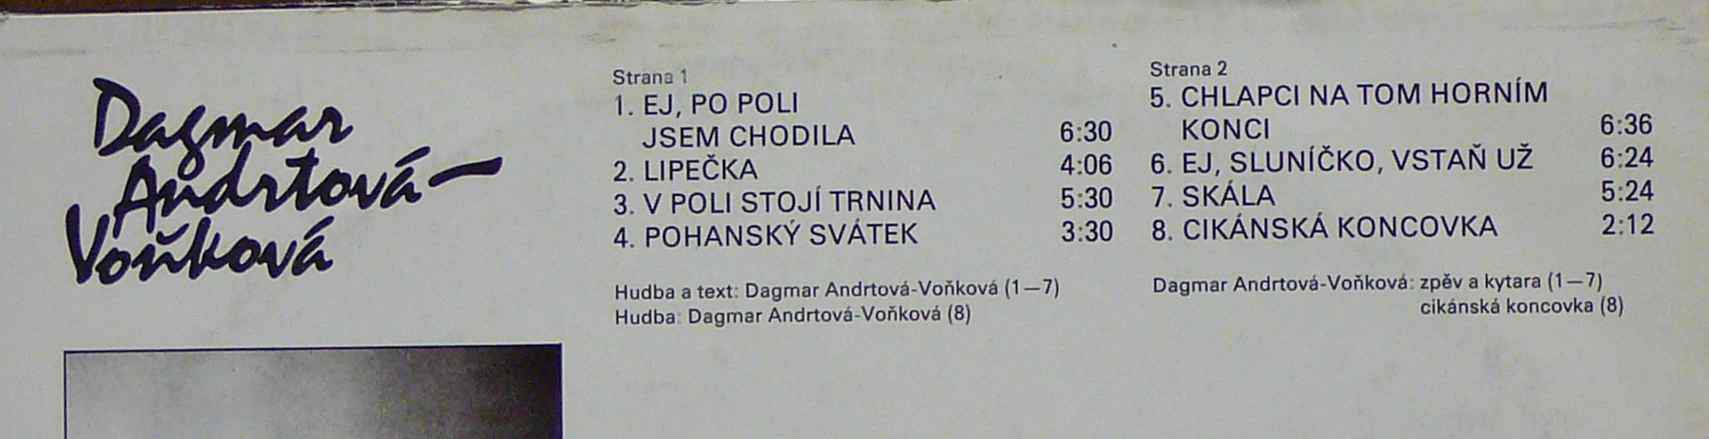 Dagmar
Andrtová-
Voňková
Strana 1
1. EJ, PO POLI
JSEM CHODILA 6:30
2. LIPEČKA 4:06
3. V POLI STOJÍ TRNINA 5:30
4. POHANSKÝ SVÁTEK 3:30
Hudba a text: Dagmar Andrtová-Voňková (1—7)
Hudba: Dagmar Andrtová-Voňková (8)
Strana 2
5. CHLAPCI NA TOM HORNÍM
KONCI 6:36
6. EJ, SLUNÍČKO, VSTAŇ UŽ 6:24
7. SKÁLA 5:24
8. CIKÁNSKÁ KONCOVKA 2:12
Dagmar Andrtová-Voňková: zpěv a kytara (1—7)
cikánská koncovka (8)